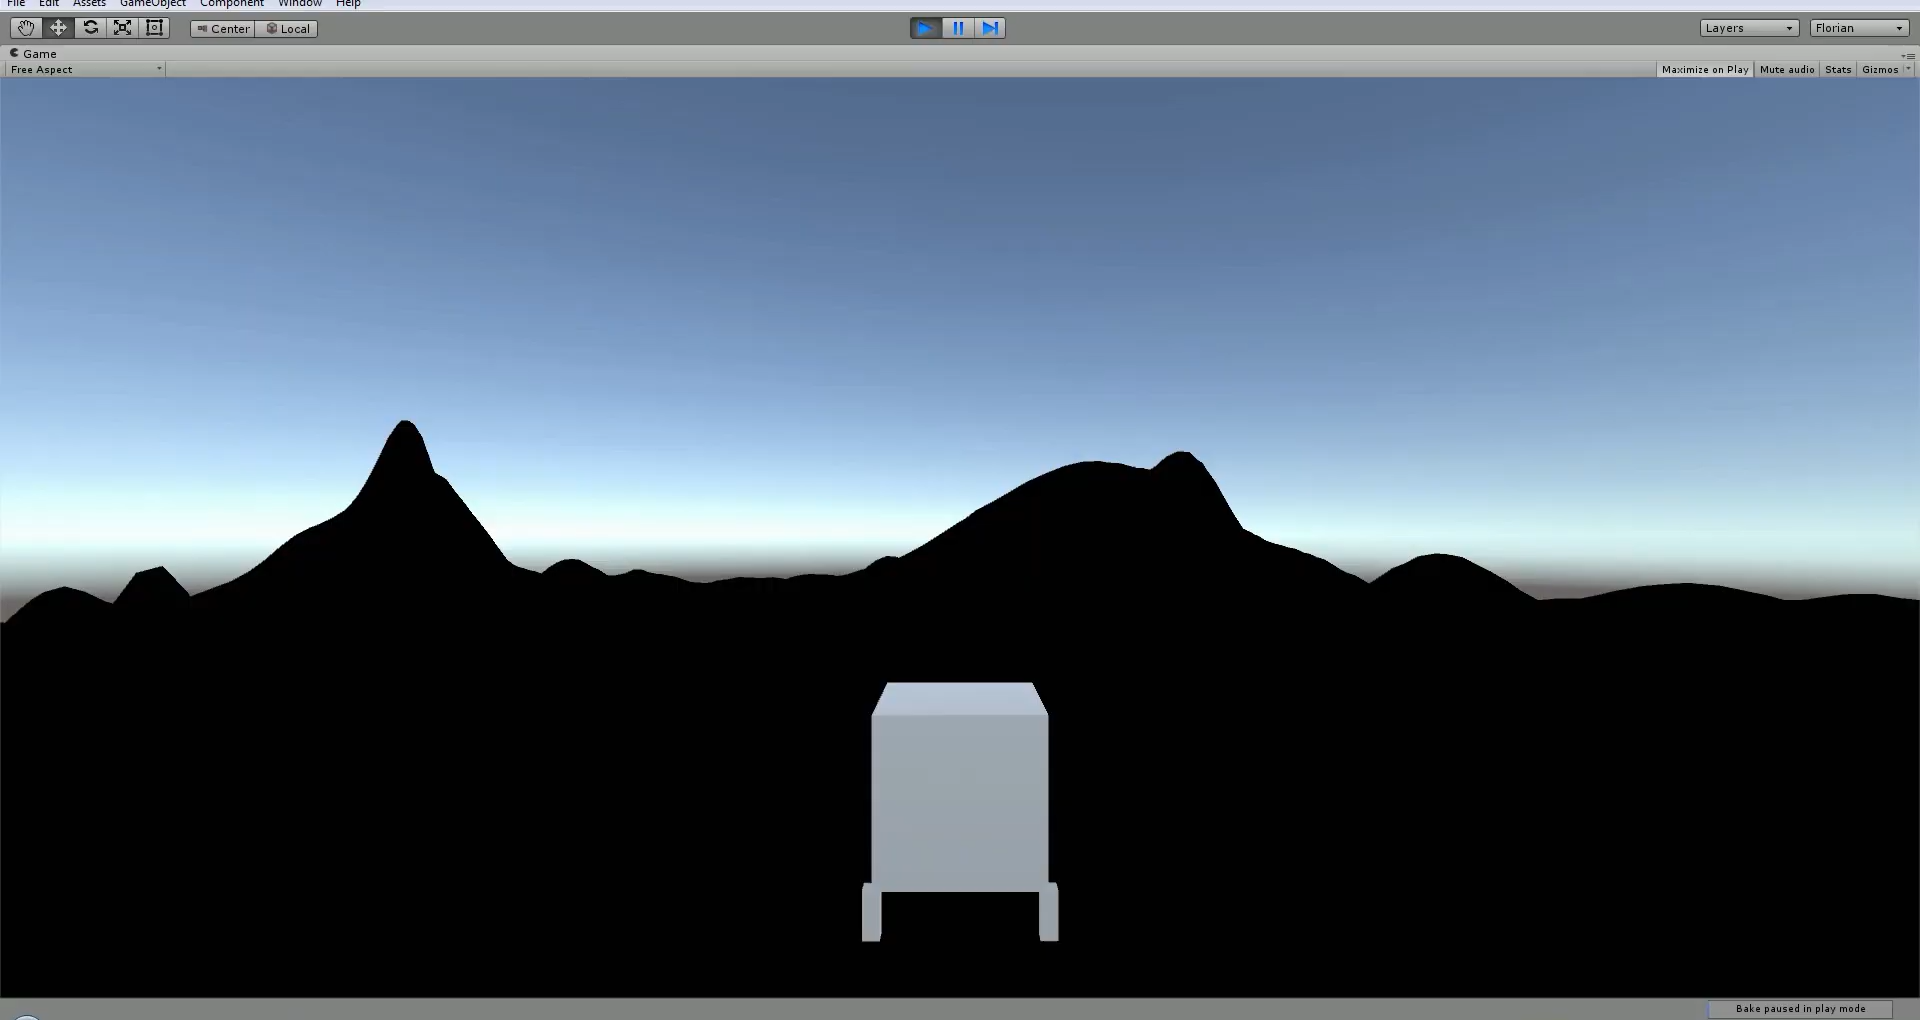 File Edit Assets GameObject Component Window Help
Center Local Layers Florian
Game
Free Aspect Maximize on Play Mute audio Stats Gizmos
Bake paused in play mode